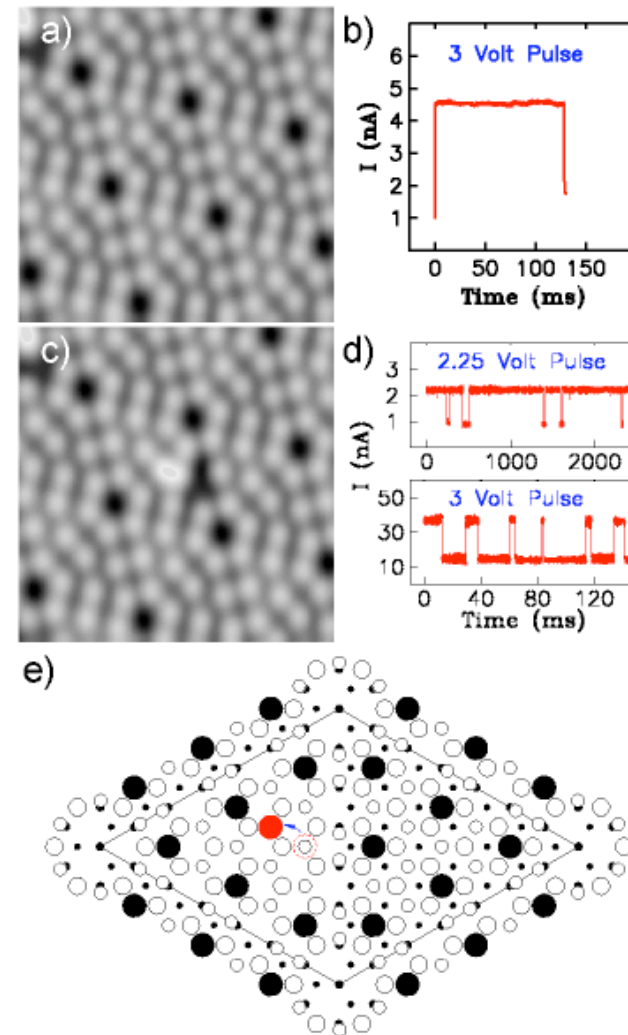 a)
b)
3 Volt Pulse
I (nA)
6
5
4
3
2
1
0 50 100 150
Time (ms)
c)
d)
2.25 Volt Pulse
3
2
1
0 1000 2000
I (nA)
3 Volt Pulse
50
30
10
0 40 80 120
Time (ms)
e)